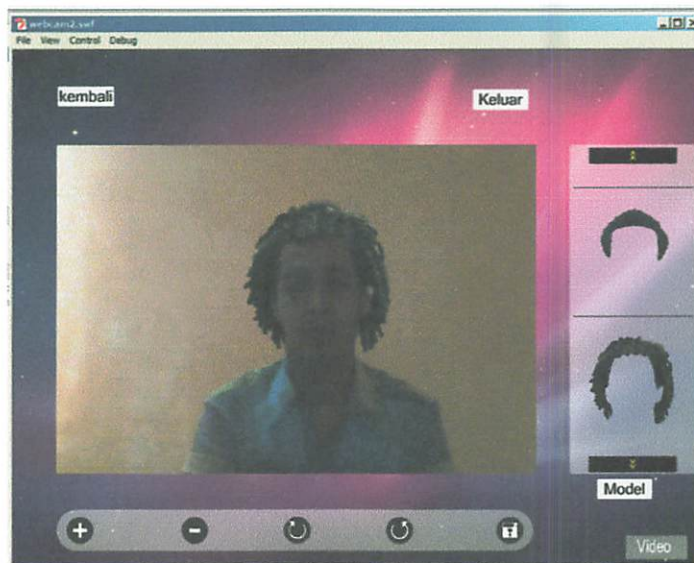 webcam2.swf
File View Control Debug
kembali
Keluar
Model
Video